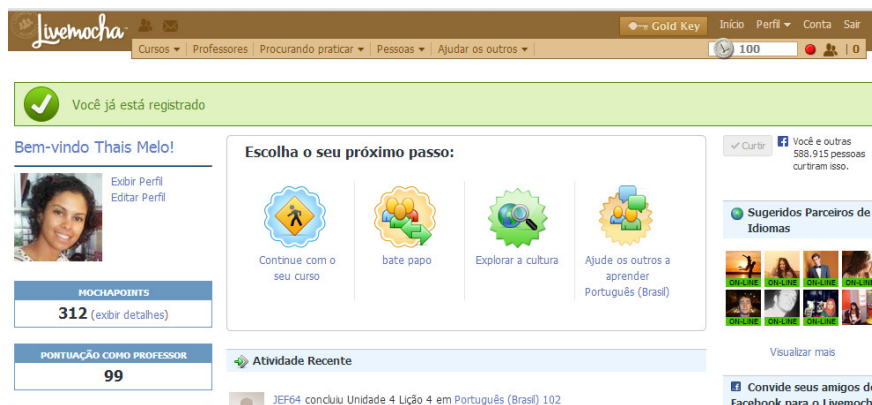 Livemocha
Gold Key
Início Perfil Conta Sair
Cursos | Professores | Procurando praticar | Pessoas | Ajudar os outros |
100 | 0
Você já está registrado
Bem-vindo Thais Melo!
Exibir Perfil
Editar Perfil
MOCHAPOINTS
312 (exibir detalhes)
PONTUAÇÃO COMO PROFESSOR
99
Escolha o seu próximo passo:
Continue com o
seu curso
bate papo
Explorar a cultura
Ajude os outros a
aprender
Português (Brasil)
Atividade Recente
JEF64 concluiu Unidade 4 Lição 4 em Português (Brasil) 102
Curtir
Você e outras
588.915 pessoas
curtiram isso.
Sugeridos Parceiros de
Idiomas
ON-LINE ON-LINE ON-LINE ON-LINE
ON-LINE ON-LINE ON-LINE
Visualizar mais
Convide seus amigos do
Facebook para o Livemoch